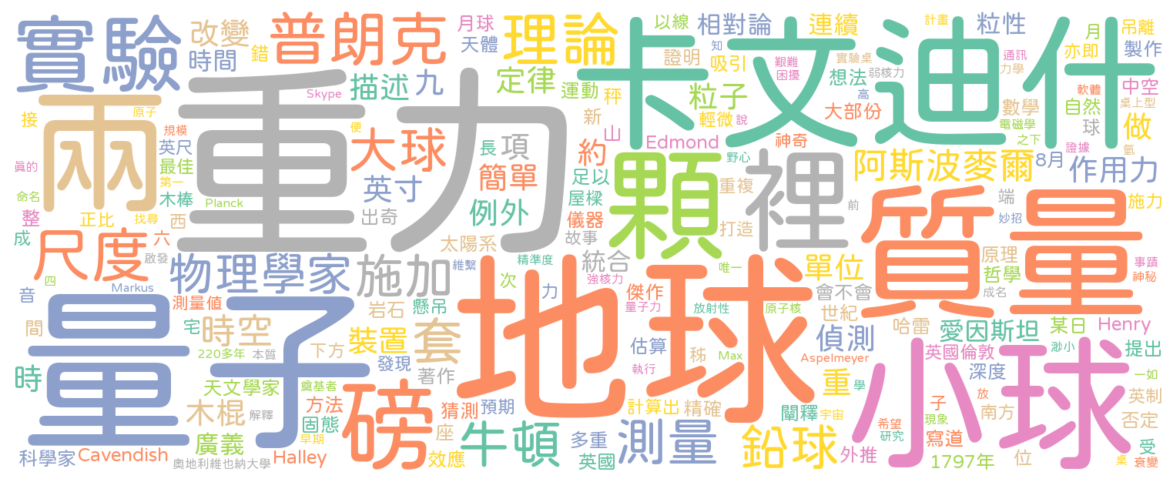 實驗
改變
時間
錯
普朗克
月球
天體
理論
卡文迪什
以線
相對論
連續
計畫
粒性
月
亦即
吊離
製作
接
原子
Skype
描述
九
定律
運動
證明
吸引
知
艱難
困擾
想法
實驗桌
弱核力
通訊
力學
軟體
中空
桌上型
兩
重力
規模
英尺
最佳
便
大球
秤
粒子
輕微
說
大部份
高
神奇
數學
自然
電磁學
球
之下
做
真的
第一
木棒
長
項
新
山
約
Edmond
野心
前
阿斯波麥爾
8月
證據
氫
作用力
命名
找尋
Planck
正比
西
英寸
出奇
簡單
足以
屋樑
顆
重複
裡
端
妙招
施力
整
成
六
啟發
例外
儀器
故事
打造
質量
尺度
物理學家
施加
太陽系
維繫
精準度
統合
唯一
單位
原理
哲學
事蹟
神秘
音
四
Markus
測量值
岩石
懸吊
次
力
強核力
量子力
傑作
放射性
原子核
會不會
世紀
成名
間
宅
時空
下方
裝置
套
地球
估算
秭
Max
Aspelmeyer
偵測
哈雷
愛因斯坦
某日
Henry
時
220多年
本質
發現
著作
執行
英國倫敦
深度
渺小
提出
量子
天文學家
奠基者
方法
磅
猜測
預期
計算出
精確
重
學
小球
一如
木棍
解釋
固態
座
闡釋
宇宙
子
放
南方
英制
否定
廣義
早期
牛頓
多重
測量
鉛球
現象
希望
寫道
研究
科學家
Cavendish
奧地利維也納大學
Halley
效應
英國
外推
1797年
位
受
桌
衰變